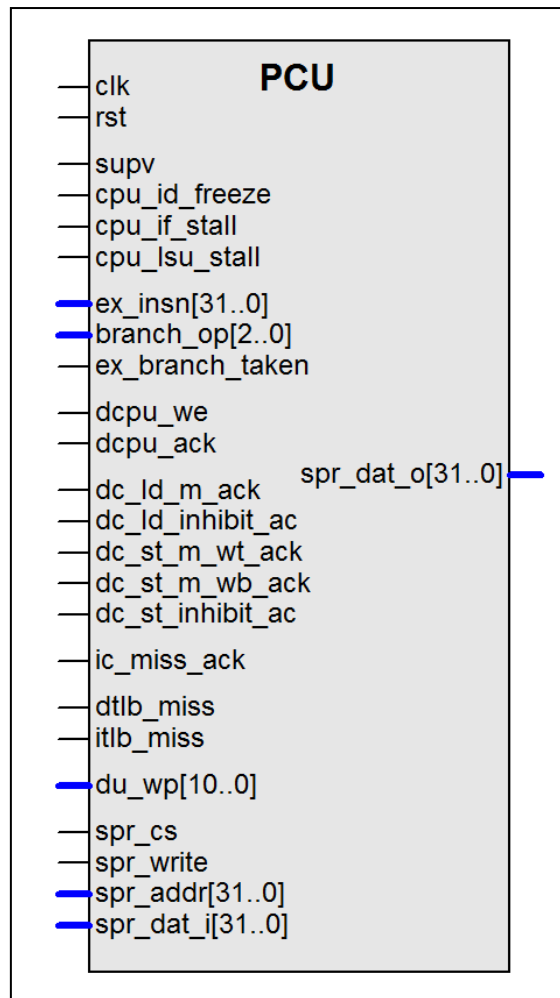 PCU
clk
rst
supv
cpu_id_freeze
cpu_if_stall
cpu_lsu_stall
ex_insn[31..0]
branch_op[2..0]
ex_branch_taken
dcpu_we
dcpu_ack
spr_dat_o[31..0]
dc_ld_m_ack
dc_ld_inhibit_ac
dc_st_m_wt_ack
dc_st_m_wb_ack
dc_st_inhibit_ac
ic_miss_ack
dtlb_miss
itlb_miss
du_wp[10..0]
spr_cs
spr_write
spr_addr[31..0]
spr_dat_i[31..0]